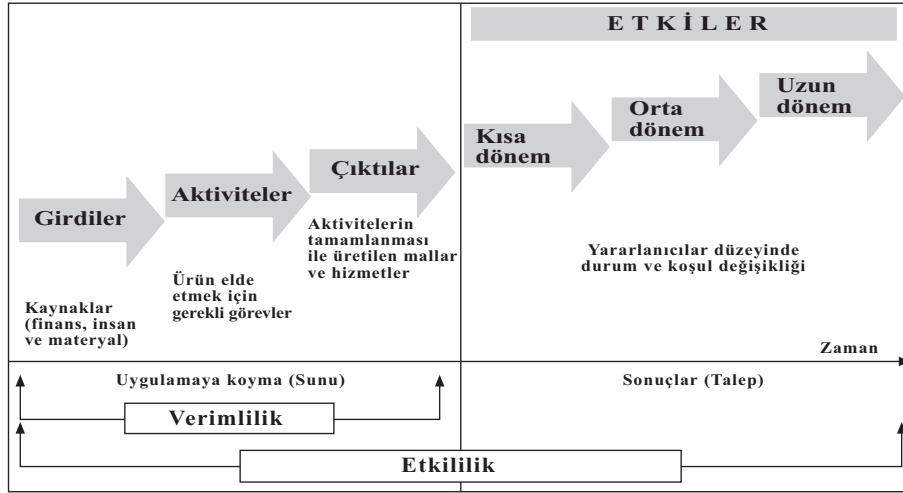 ETKİLER
Uzun
dönem
Orta
dönem
Kısa
dönem
Çıktılar
Aktiviteler
Girdiler
Aktivitelerin
tamamlanması
ile üretilen mallar
ve hizmetler
Yararlanıcılar düzeyinde
durum ve koşul değişikliği
Ürün elde
etmek için
gerekli görevler
Kaynaklar
(finans, insan
ve materyal)
Zaman
Uygulamaya koyma (Sunu)
Sonuçlar (Talep)
Verimlilik
Etkililik